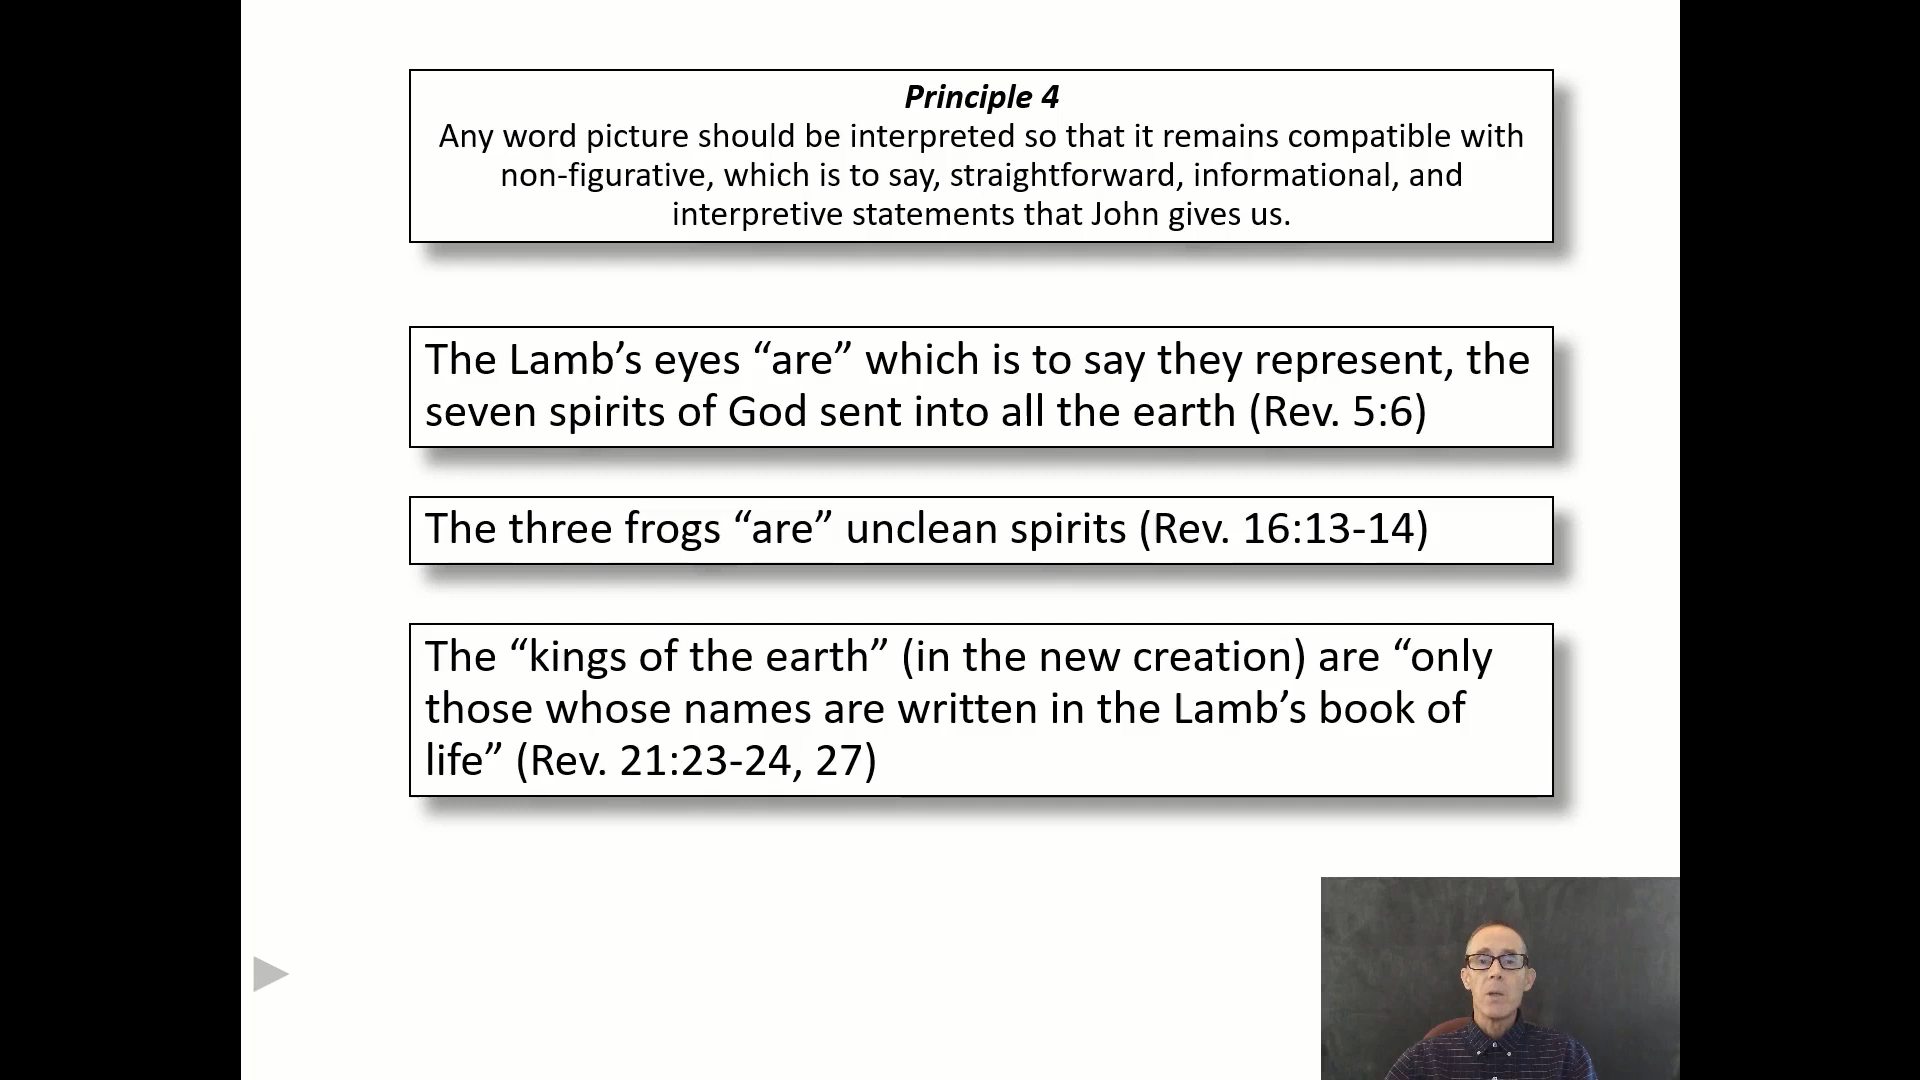 Principle 4
Any word picture should be interpreted so that it remains compatible with
non-figurative, which is to say, straightforward, informational, and
interpretive statements that John gives us.
The Lamb’s eyes “are” which is to say they represent, the
seven spirits of God sent into all the earth (Rev. 5:6)
The three frogs “are” unclean spirits (Rev. 16:13-14)
The “kings of the earth” (in the new creation) are “only
those whose names are written in the Lamb’s book of
life” (Rev. 21:23-24, 27)